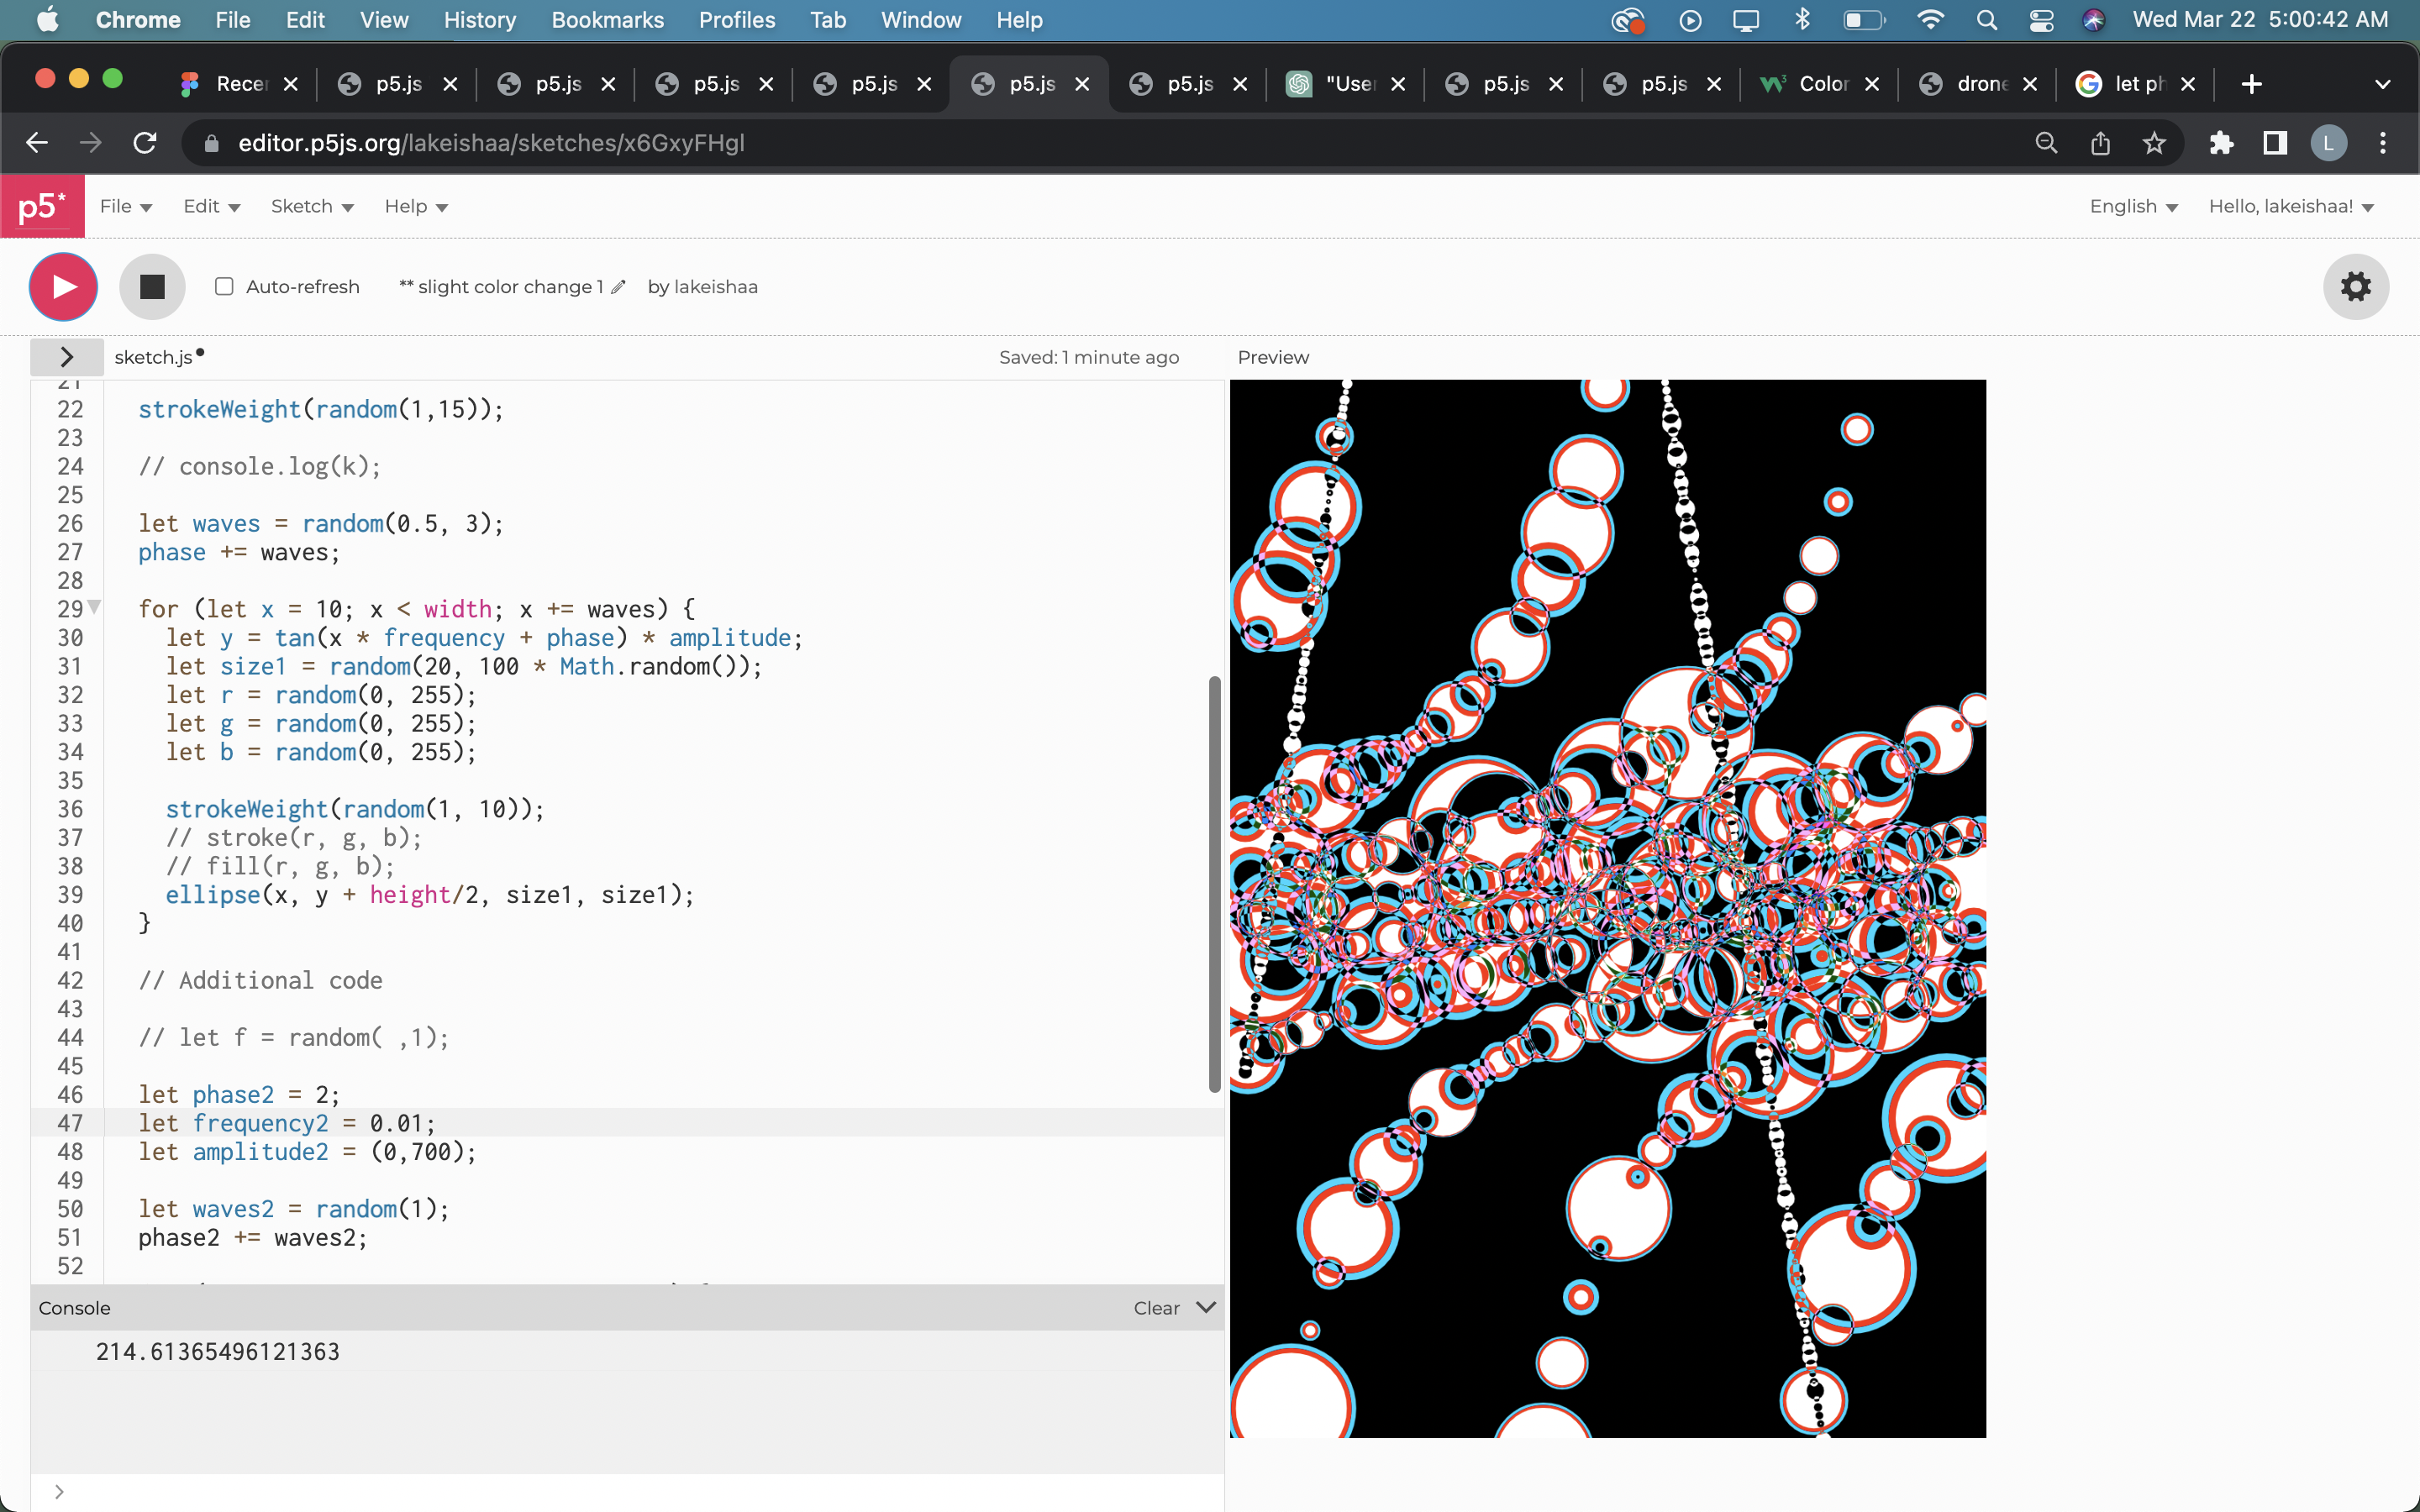 Chrome File Edit View History Bookmarks Profiles Tab Window Help Wed Mar 22 5:00:42 AM
Recer p5.js p5.js p5.js p5.js p5.js p5.js "User p5.js p5.js Color drone let ph
editor.p5js.org/lakeishaa/sketches/x6GxyFHgl L
p5* File Edit Sketch Help English Hello, lakeishaa!
Auto-refresh ** slight color change 1 by lakeishaa
> sketch.js• Saved: 1 minute ago Preview
21
22 strokeWeight(random(1,15));
23
24 // console.log(k);
25
26 let waves = random(0.5, 3);
27 phase += waves;
28
29 for (let x = 10; x < width; x += waves) {
30 let y = tan(x * frequency + phase) * amplitude;
31 let size1 = random(20, 100 * Math.random());
32 let r = random(0, 255);
33 let g = random(0, 255);
34 let b = random(0, 255);
35
36 strokeWeight(random(1, 10));
37 // stroke(r, g, b);
38 // fill(r, g, b);
39 ellipse(x, y + height/2, size1, size1);
40 }
41
42 // Additional code
43
44 // let f = random( ,1);
45
46 let phase2 = 2;
47 let frequency2 = 0.01;
48 let amplitude2 = (0,700);
49
50 let waves2 = random(1);
51 phase2 += waves2;
52
Console Clear
214.61365496121363
>